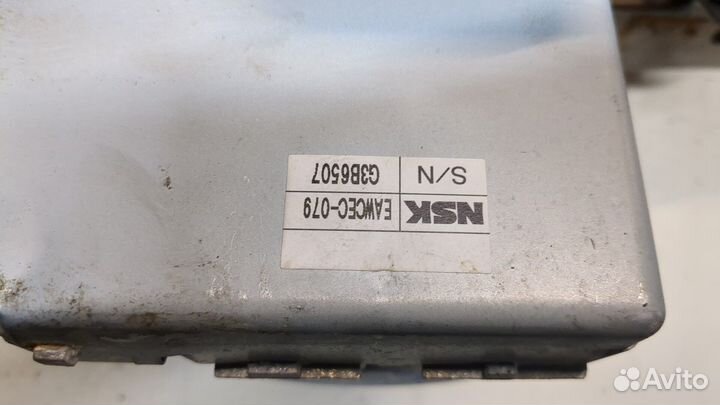 NSK EAWCEC-079
S/N G3B6507
Avito